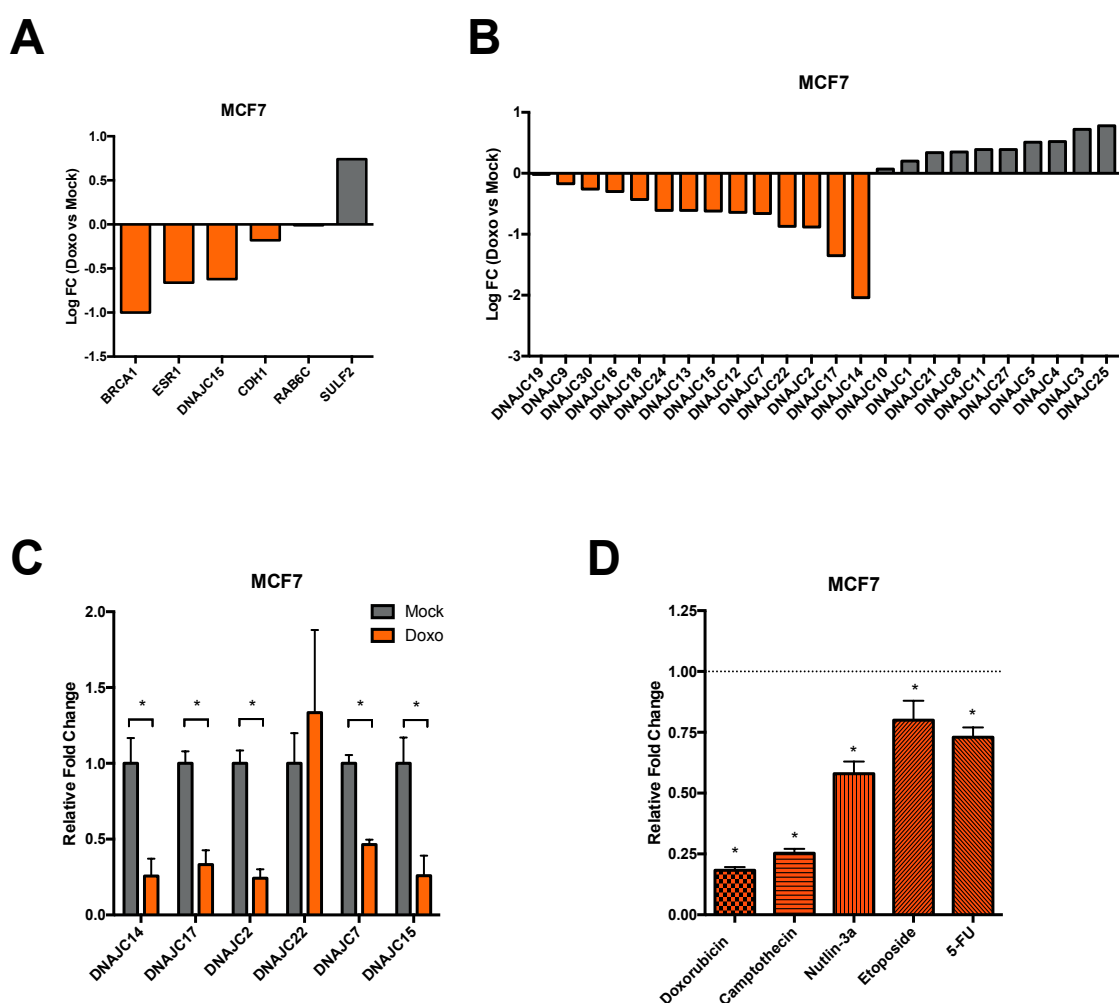 A
B
MCF7
MCF7
Log FC (Doxo vs Mock)
1.0
0.5
0.0
-0.5
-1.0
-1.5
BRCA1
ESR1
DNAJC15
CDH1
RAB6C
SULF2
Log FC (Doxo vs Mock)
1
0
-1
-2
-3
DNAJC19
DNAJC9
DNAJC30
DNAJC16
DNAJC18
DNAJC24
DNAJC13
DNAJC15
DNAJC12
DNAJC7
DNAJC22
DNAJC2
DNAJC17
DNAJC14
DNAJC10
DNAJC1
DNAJC21
DNAJC8
DNAJC11
DNAJC27
DNAJC5
DNAJC4
DNAJC3
DNAJC25
C
D
MCF7
Mock
Doxo
Relative Fold Change
2.0
1.5
1.0
0.5
0.0
* * * * *
DNAJC14
DNAJC17
DNAJC2
DNAJC22
DNAJC7
DNAJC15
MCF7
Relative Fold Change
1.25
1.00
0.75
0.50
0.25
0.00
* * * * *
Doxorubicin
Camptothecin
Nutlin-3a
Etoposide
5-FU